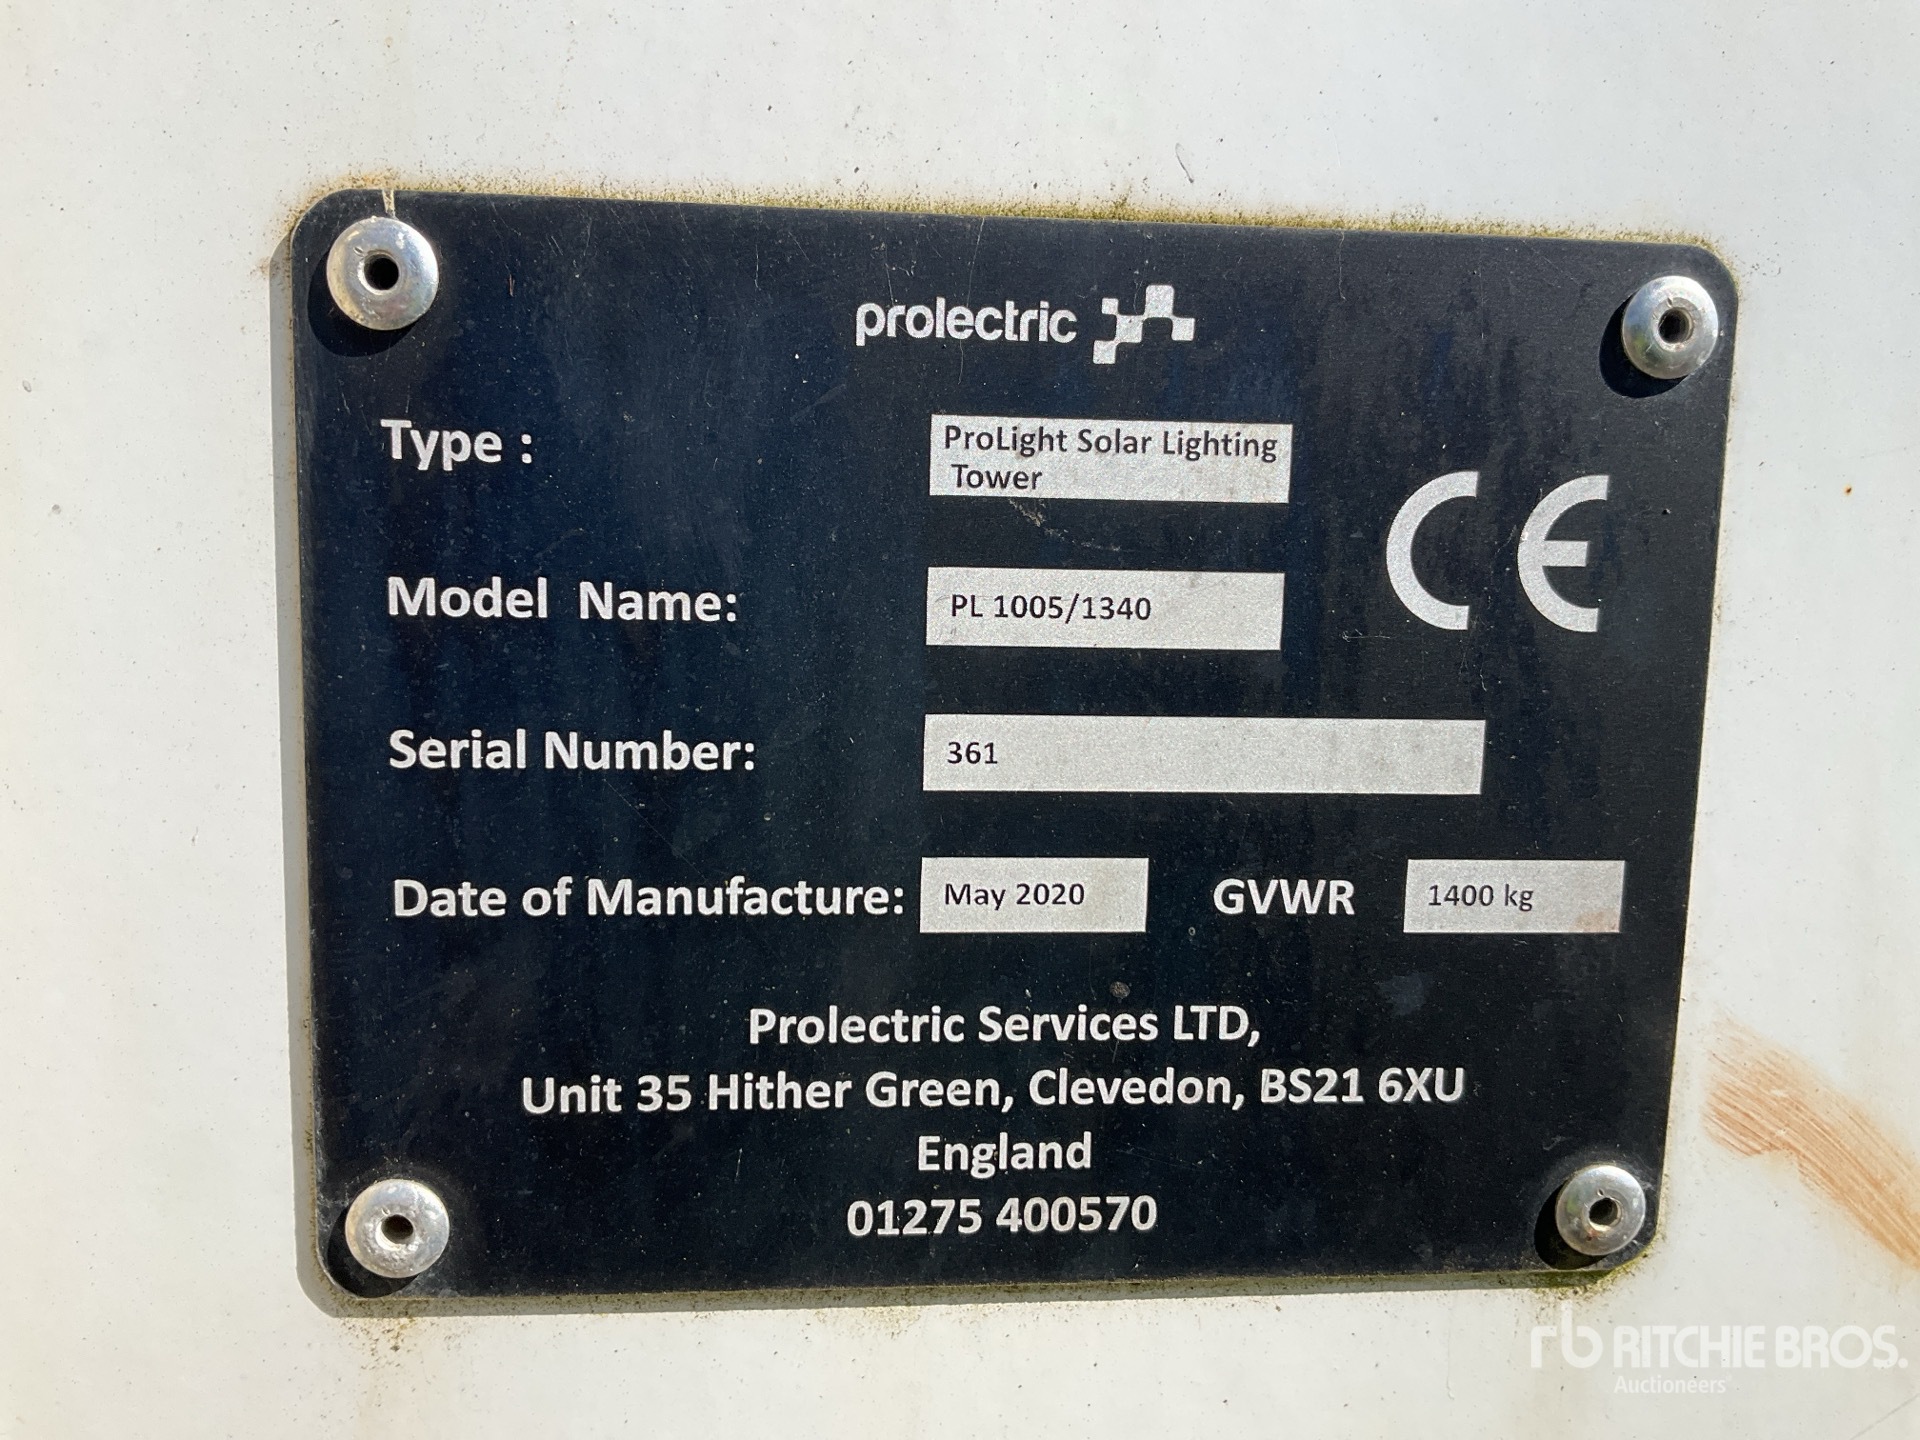 prolectric
Type : ProLight Solar Lighting
Tower
CE
Model Name: PL 1005/1340
Serial Number: 361
Date of Manufacture: May 2020 GVWR 1400 kg
Prolectric Services LTD,
Unit 35 Hither Green, Clevedon, BS21 6XU
England
01275 400570
rb RITCHIE BROS.
Auctioneers